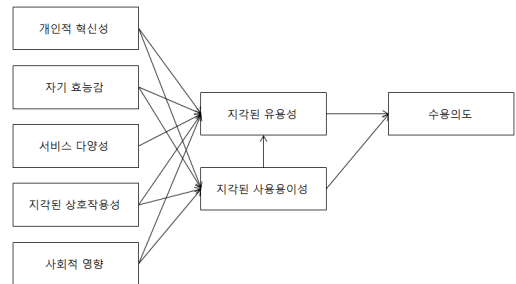 개인적 혁신성
자기 효능감
서비스 다양성
지각된 상호작용성
사회적 영향
지각된 유용성
지각된 사용용이성
수용의도